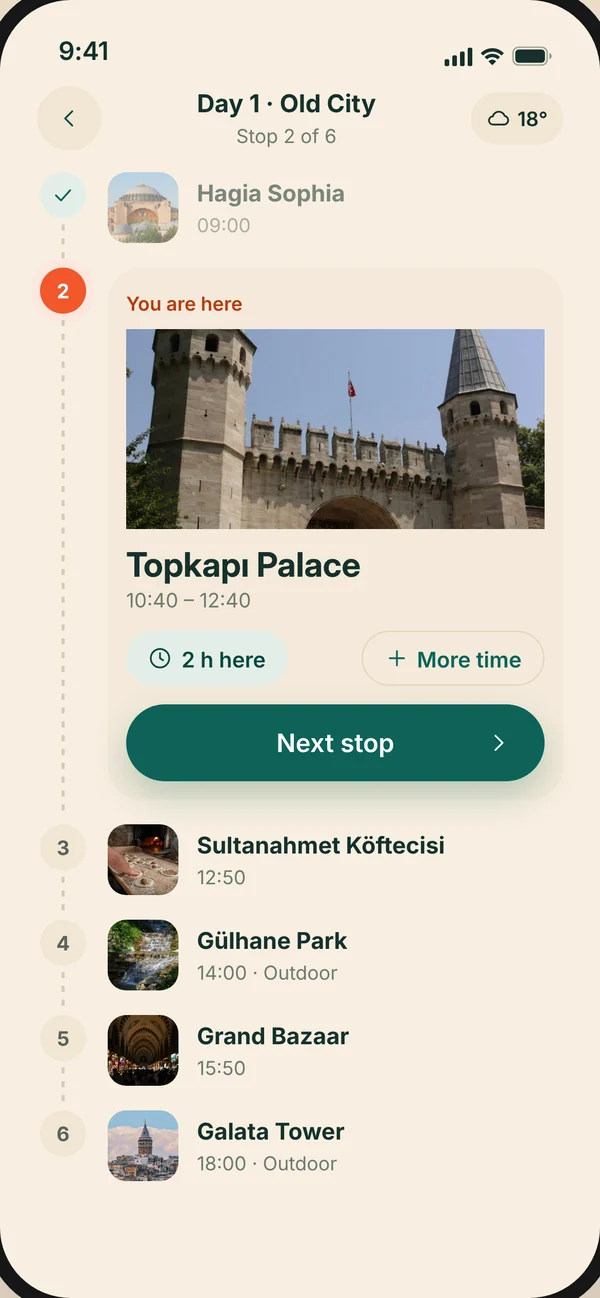 9:41
Day 1 · Old City
Stop 2 of 6
18°
Hagia Sophia
09:00
2
You are here
Topkapı Palace
10:40 – 12:40
2 h here
More time
Next stop
3
Sultanahmet Köftecisi
12:50
4
Gülhane Park
14:00 · Outdoor
5
Grand Bazaar
15:50
6
Galata Tower
18:00 · Outdoor